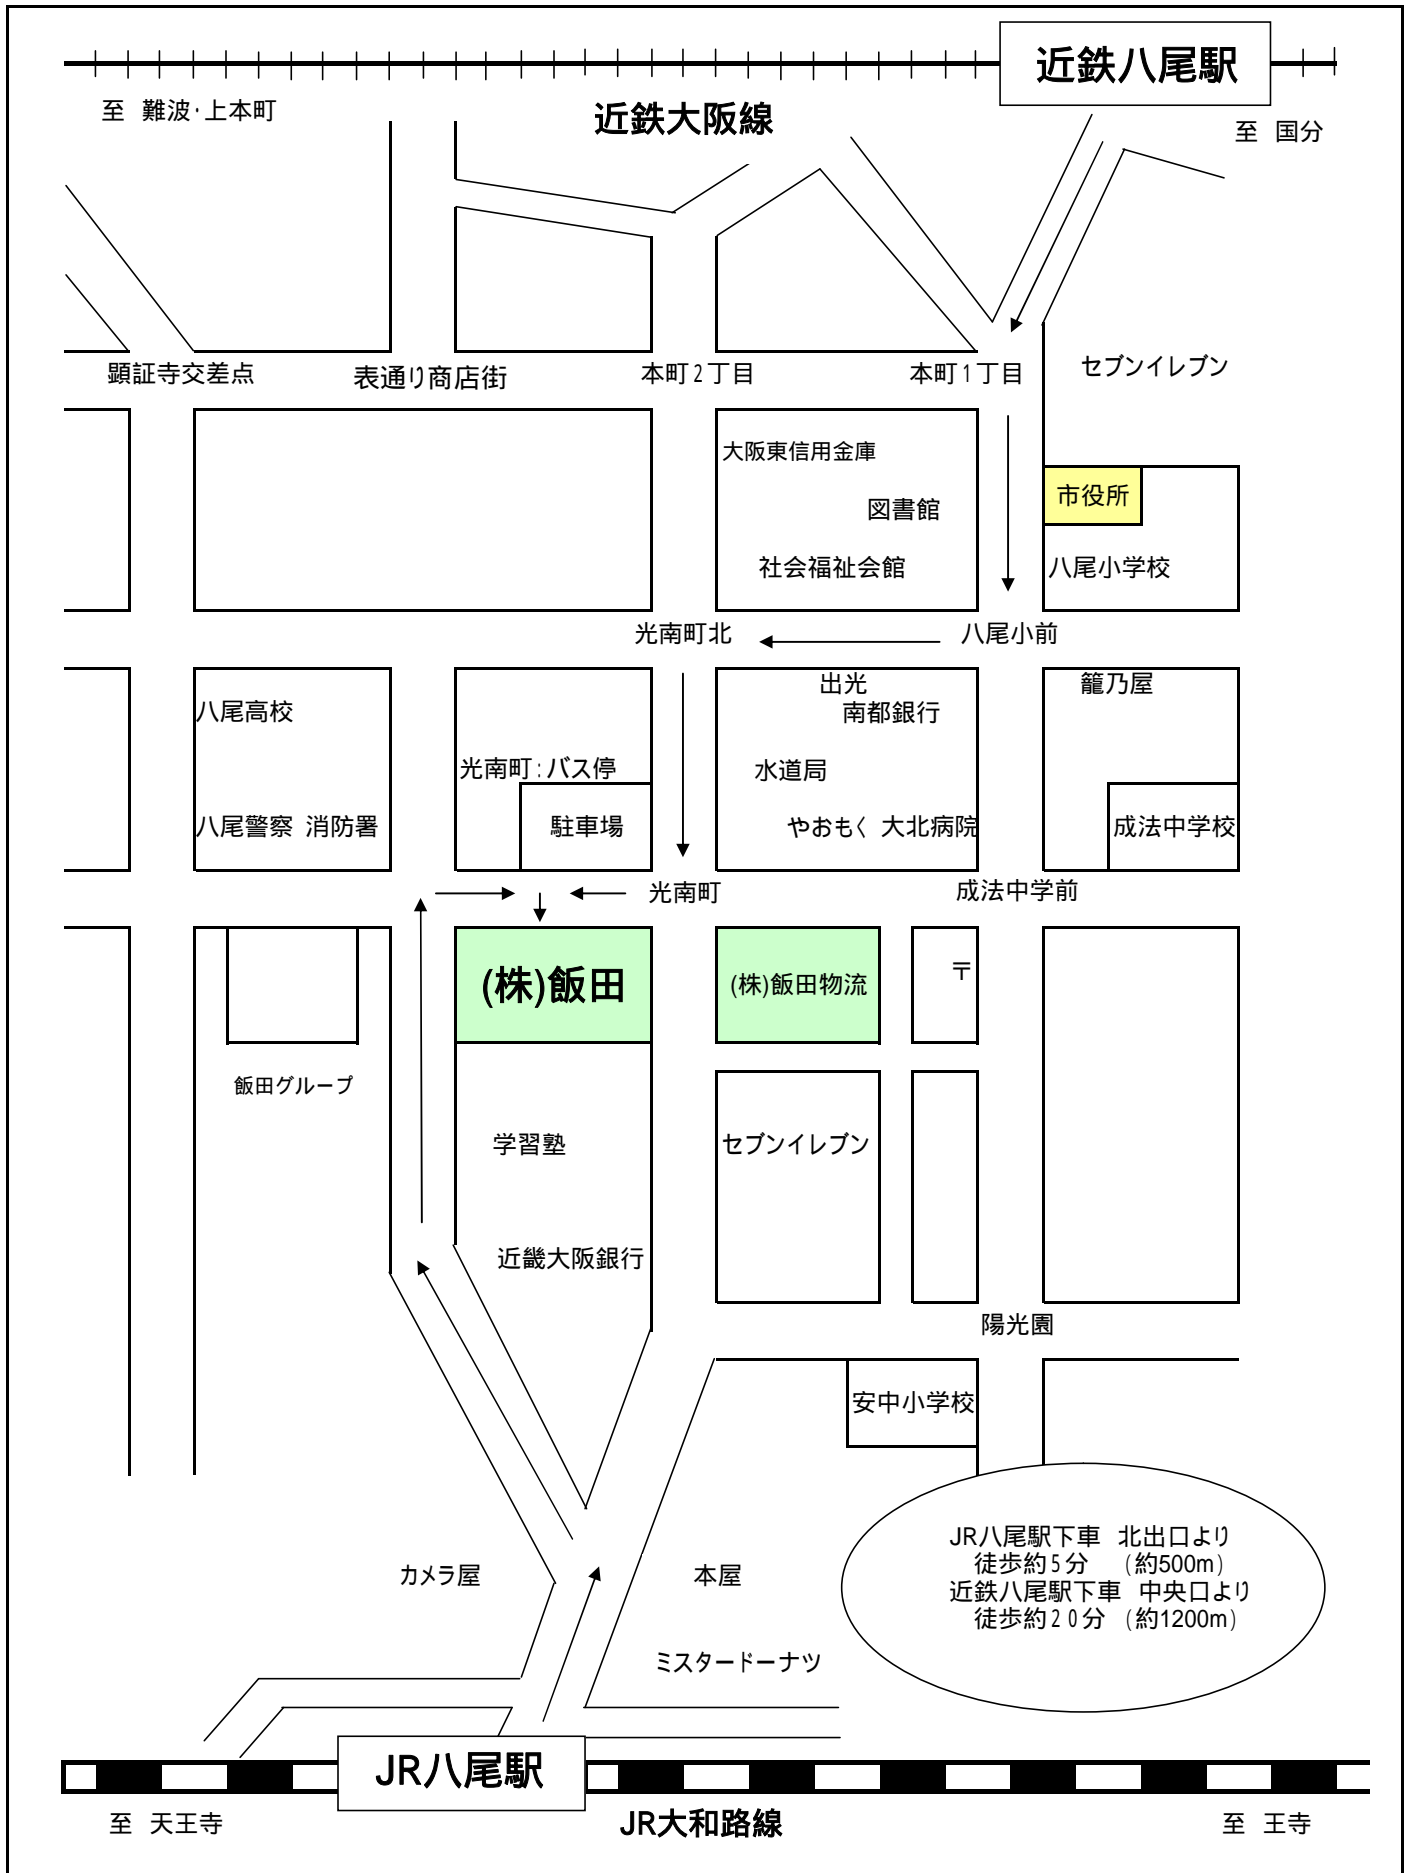 近鉄八尾駅
至 難波・上本町
近鉄大阪線
至 国分
顕証寺交差点
表通り商店街
本町2丁目
本町1丁目
セブンイレブン
大阪東信用金庫
市役所
図書館
社会福祉会館
八尾小学校
光南町北
八尾小前
出光
籠乃屋
八尾高校
南都銀行
光南町:バス停
水道局
八尾警察 消防署
駐車場
やおもく 大北病院
成法中学校
光南町
成法中学前
(株)飯田
(株)飯田物流
〒
飯田グループ
学習塾
セブンイレブン
近畿大阪銀行
陽光園
安中小学校
JR八尾駅下車 北出口より
徒歩約5分 (約500m)
近鉄八尾駅下車 中央口より
徒歩約20分 (約1200m)
カメラ屋
本屋
ミスタードーナツ
JR八尾駅
至 天王寺
JR大和路線
至 王寺